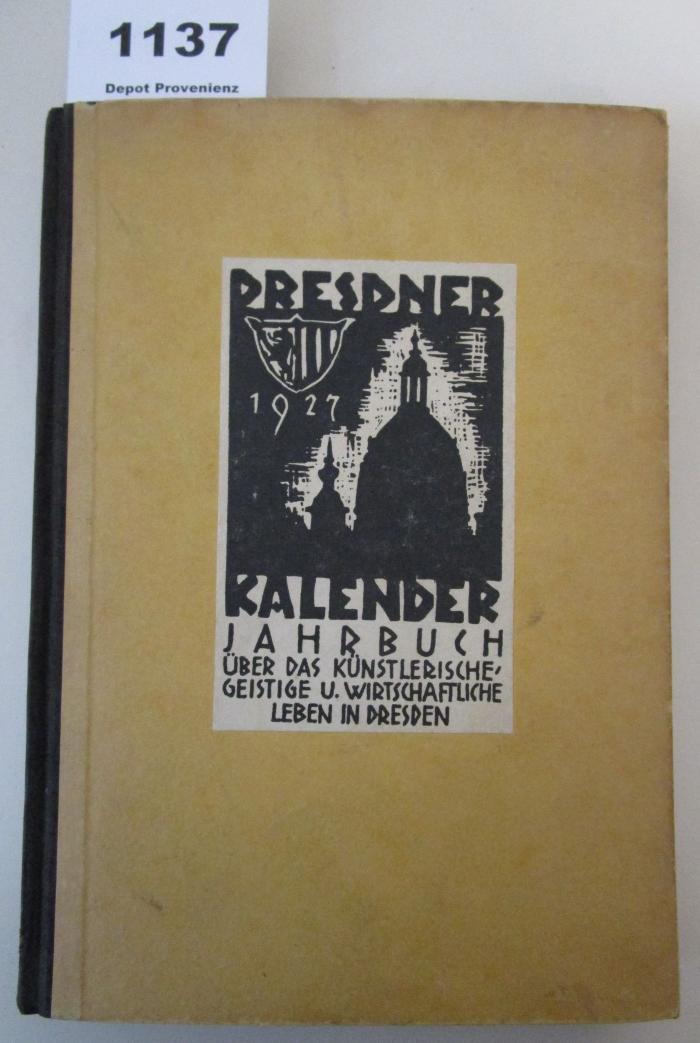 1137
Depot Provenienz
DRESDNER
1927
KALENDER
JAHRBUCH
ÜBER DAS KÜNSTLERISCHE,
GEISTIGE U. WIRTSCHAFTLICHE
LEBEN IN DRESDEN